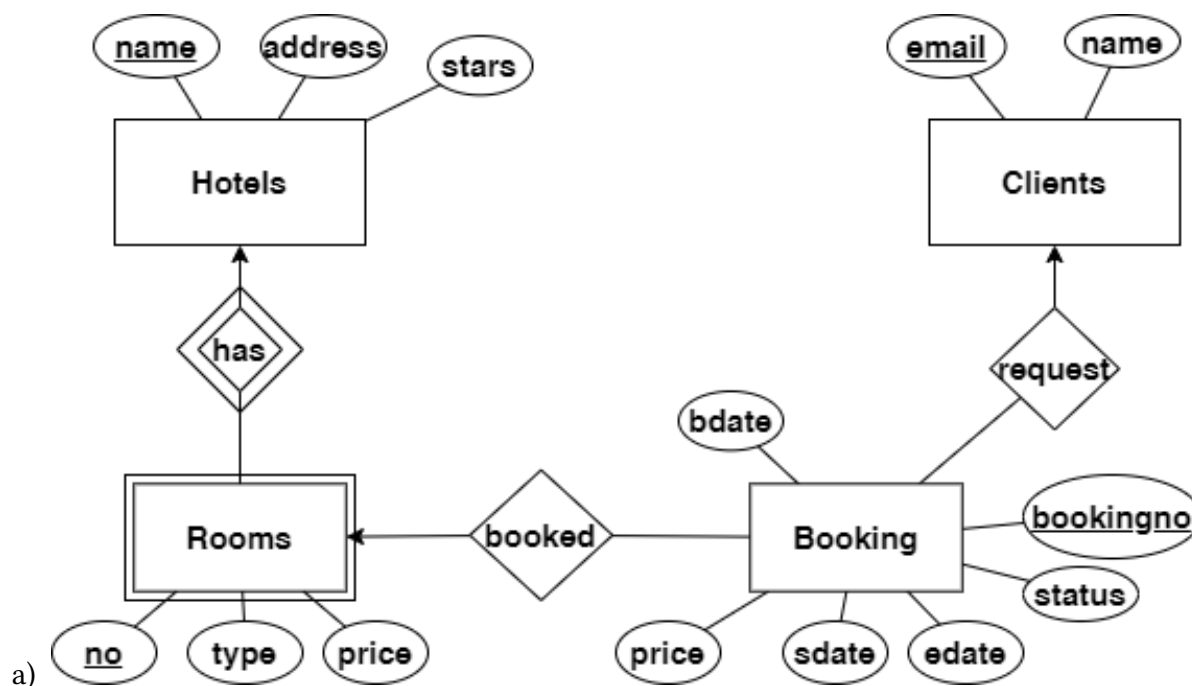 name
address
stars
email
name
Hotels
Clients
has
request
bdate
bookingno
Rooms
booked
Booking
status
no
type
price
price
sdate
edate
a)